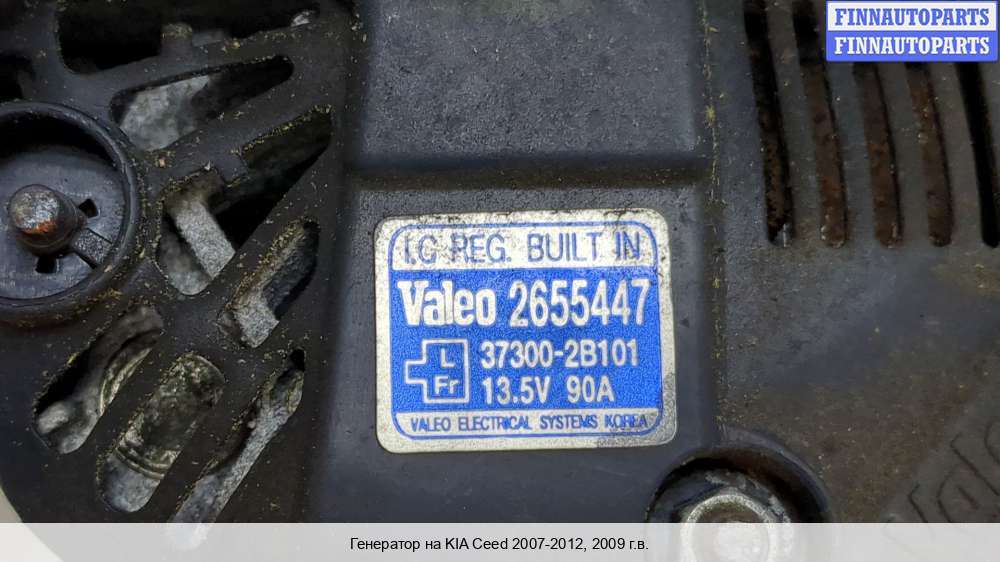 FINNAUTOPARTS
FINNAUTOPARTS
I.C REG. BUILT IN
Valeo 2655447
L
Fr
37300-2B101
13.5V 90A
VALEO ELECTRICAL SYSTEMS KOREA
Генератор на KIA Ceed 2007-2012, 2009 г.в.